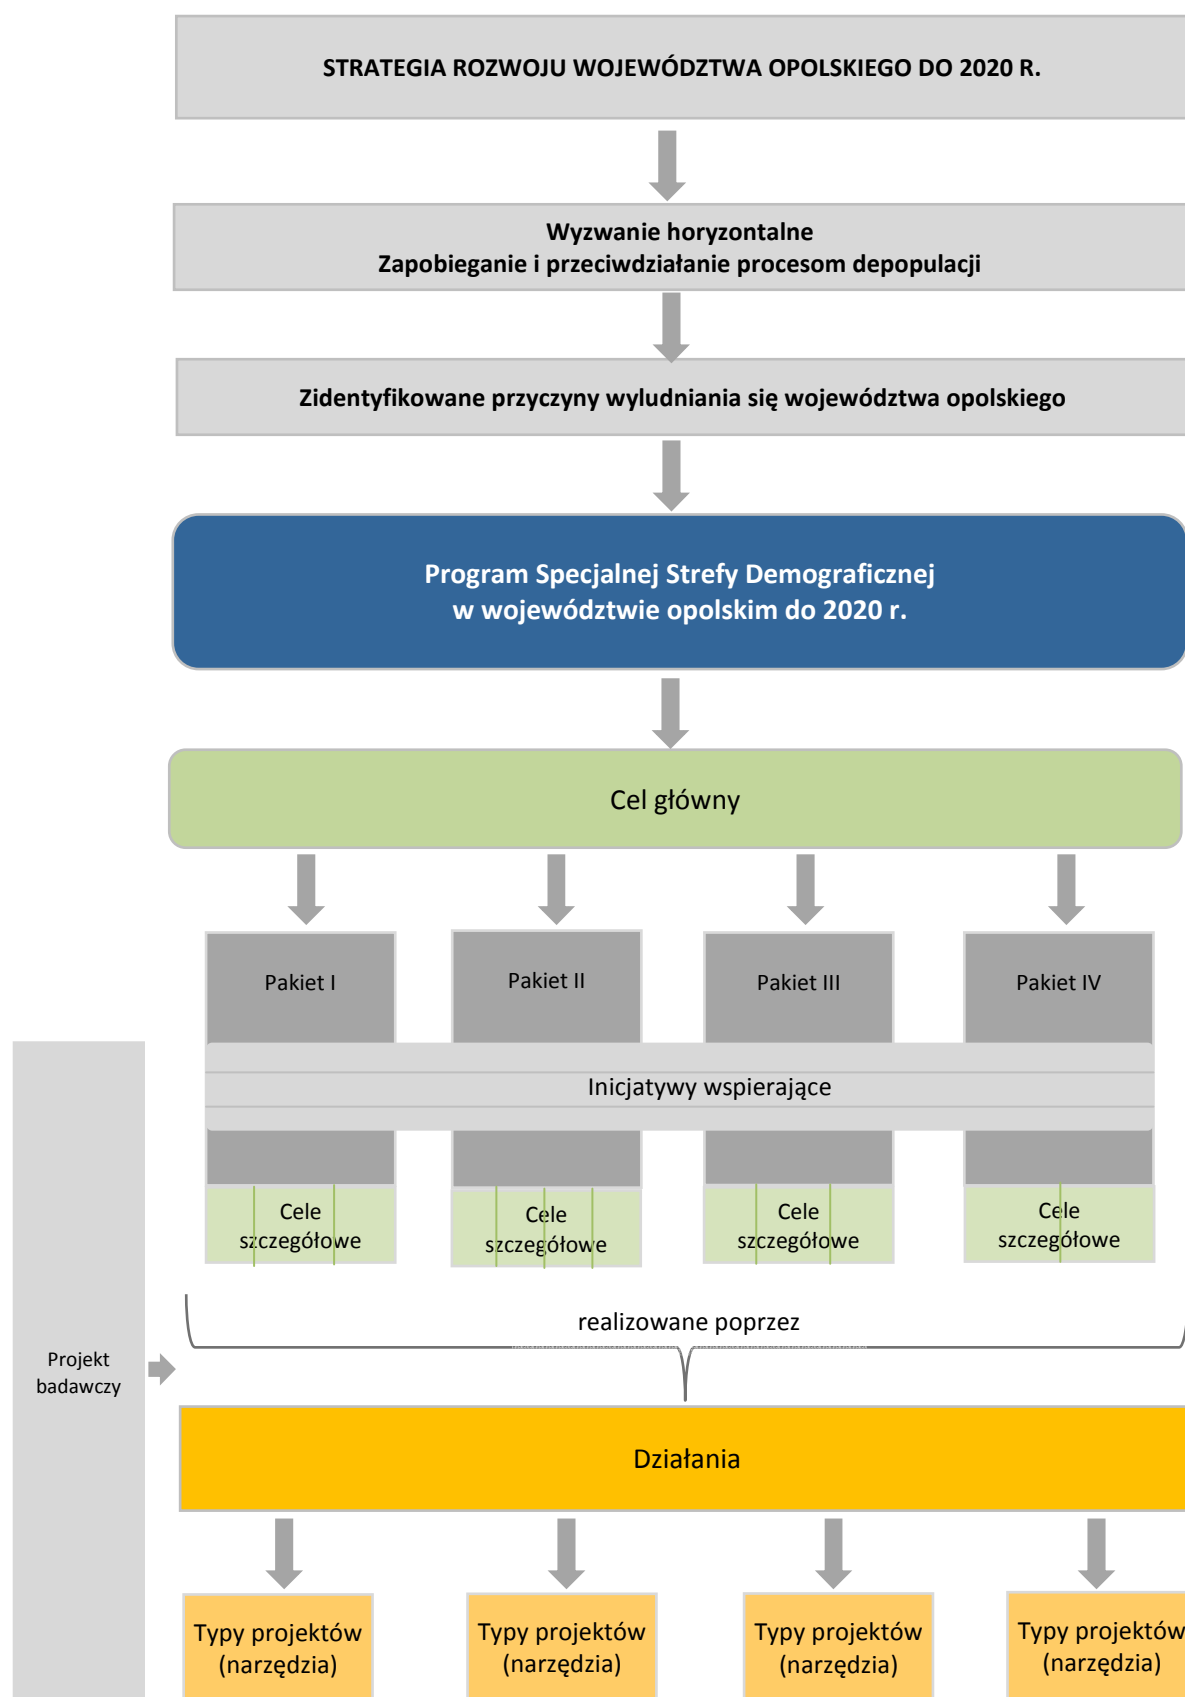 STRATEGIA ROZWOJU WOJEWÓDZTWA OPOLSKIEGO DO 2020 R.
Wyzwanie horyzontalne
Zapobieganie i przeciwdziałanie procesom depopulacji
Zidentyfikowane przyczyny wyludniania się województwa opolskiego
Program Specjalnej Strefy Demograficznej
w województwie opolskim do 2020 r.
Cel główny
Pakiet I
Pakiet II
Pakiet III
Pakiet IV
Inicjatywy wspierające
Cele
szczegółowe
Cele
szczegółowe
Cele
szczegółowe
Cele
szczegółowe
realizowane poprzez
Projekt
badawczy
Działania
Typy projektów
(narzędzia)
Typy projektów
(narzędzia)
Typy projektów
(narzędzia)
Typy projektów
(narzędzia)